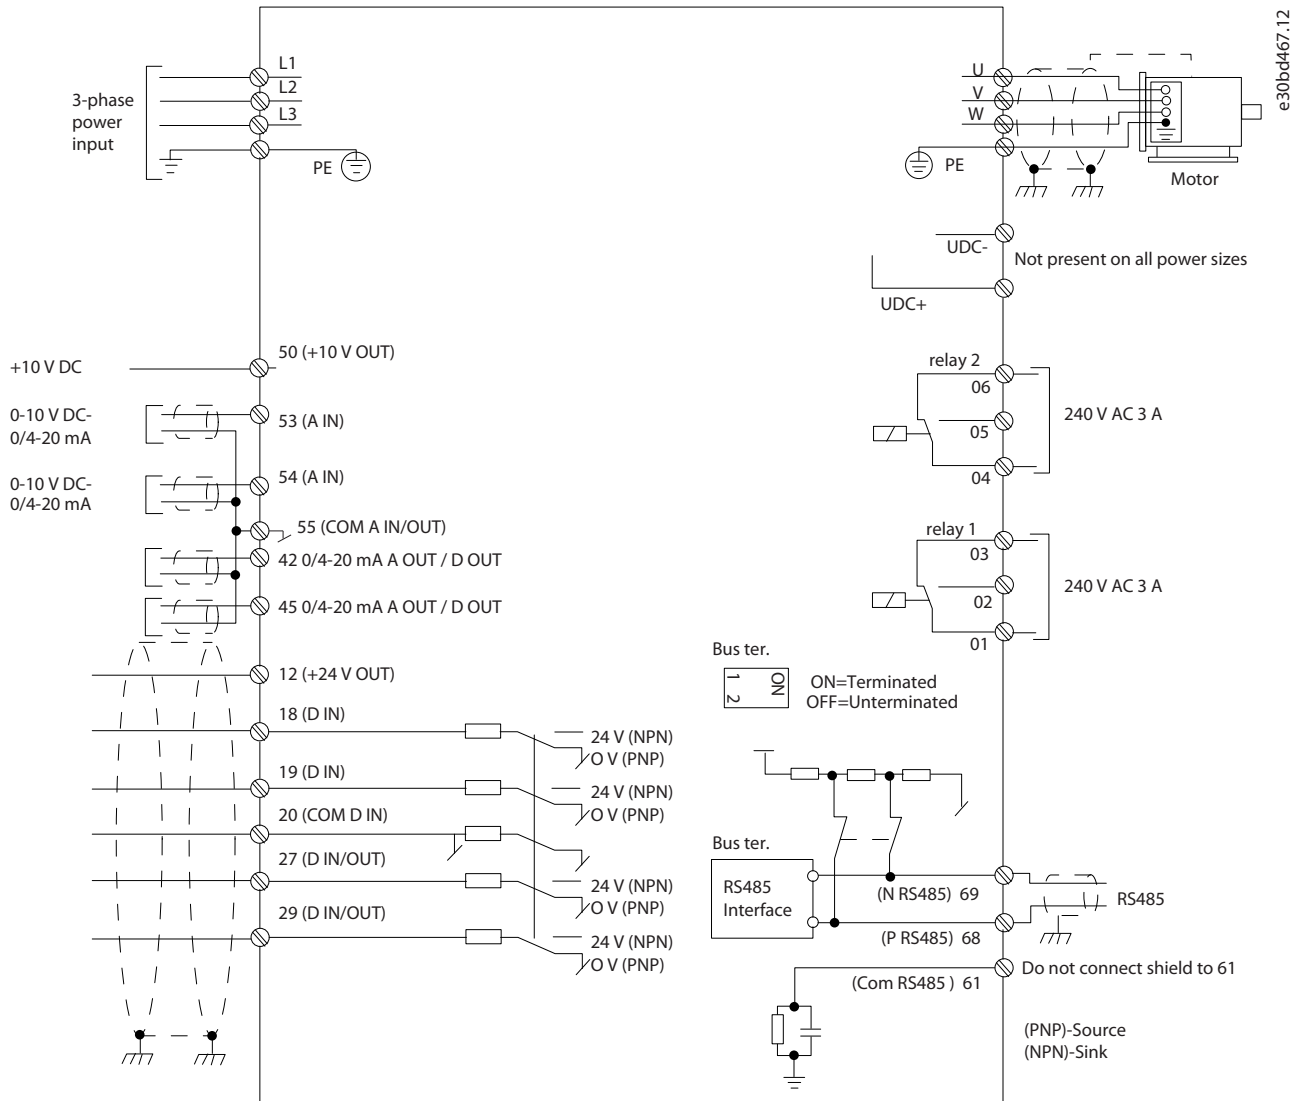 e30bd467.12
L1
L2
L3
3-phase
power
input
PE
U
V
W
PE
Motor
UDC-
Not present on all power sizes
UDC+
+10 V DC
50 (+10 V OUT)
0-10 V DC-
0/4-20 mA
53 (A IN)
0-10 V DC-
0/4-20 mA
54 (A IN)
55 (COM A IN/OUT)
42 0/4-20 mA A OUT / D OUT
45 0/4-20 mA A OUT / D OUT
12 (+24 V OUT)
18 (D IN)
24 V (NPN)
O V (PNP)
19 (D IN)
24 V (NPN)
O V (PNP)
20 (COM D IN)
27 (D IN/OUT)
24 V (NPN)
O V (PNP)
29 (D IN/OUT)
24 V (NPN)
O V (PNP)
relay 2
06
05
04
240 V AC 3 A
relay 1
03
02
01
240 V AC 3 A
Bus ter.
1
2
ON
ON=Terminated
OFF=Unterminated
Bus ter.
RS485
Interface
(N RS485) 69
(P RS485) 68
RS485
(Com RS485 ) 61
Do not connect shield to 61
(PNP)-Source
(NPN)-Sink